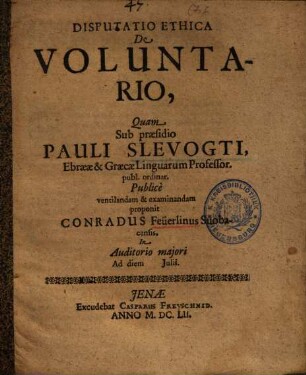 47
DISPUTATIO ETHICA
De
VOLUNTA-
RIO,
Quam
Sub præsidio
PAULI SLEVOGTI,
Ebrææ & Græcæ Linguarum Professor.
publ. ordinar.
Publicè
ventilandam & examinandam
proponit
CONRADUS Feüerlinus Suoba-
censis,
In
Auditorio majori
Ad diem Julii.
JENÆ
Excudebat CASPARUS FREYSCHMID.
ANNO M. DC. LII.